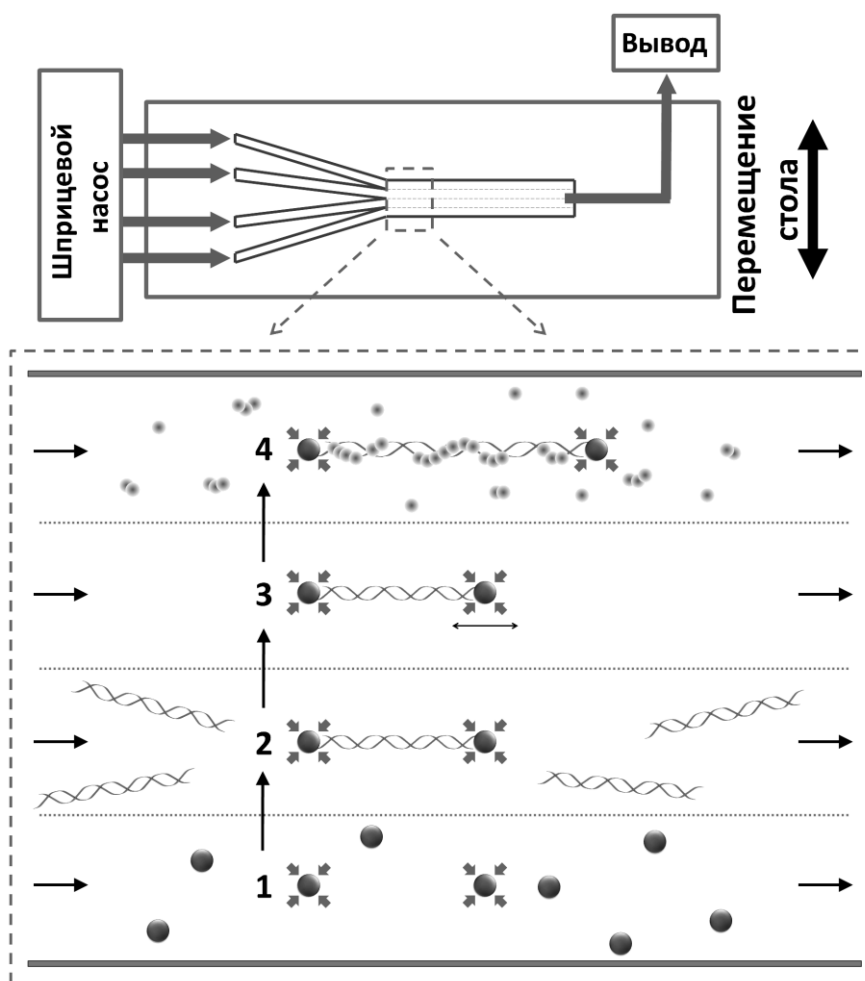 Вывод
Шприцевой
насос
Перемещение
стола
4
3
2
1